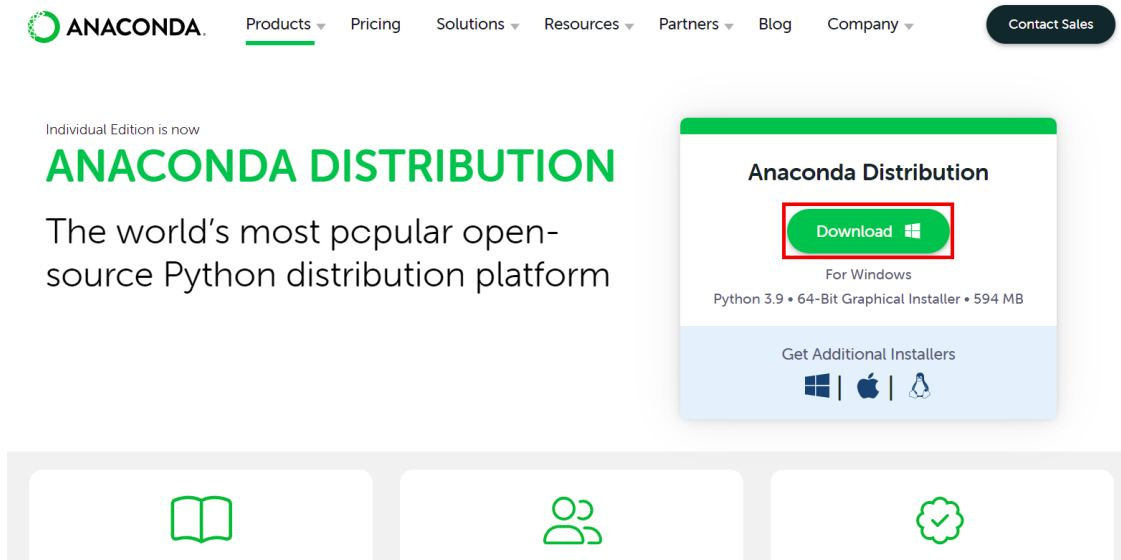 ANACONDA.
Products Pricing Solutions Resources Partners Blog Company Contact Sales
Individual Edition is now
ANACONDA DISTRIBUTION
The world's most pcpular open-
source Python distribution platform
Anaconda Distribution
Download
For Windows
Python 3.9 • 64-Bit Graphical Installer • 594 MB
Get Additional Installers
| |